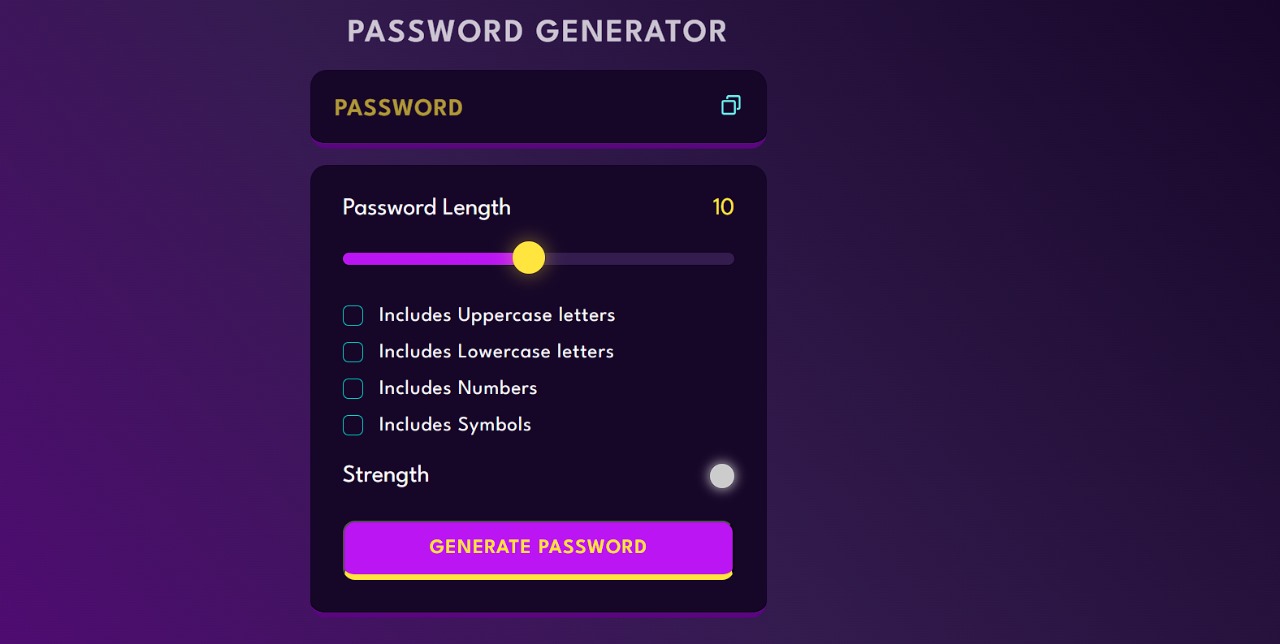 PASSWORD GENERATOR
PASSWORD
Password Length 10
Includes Uppercase letters
Includes Lowercase letters
Includes Numbers
Includes Symbols
Strength
GENERATE PASSWORD